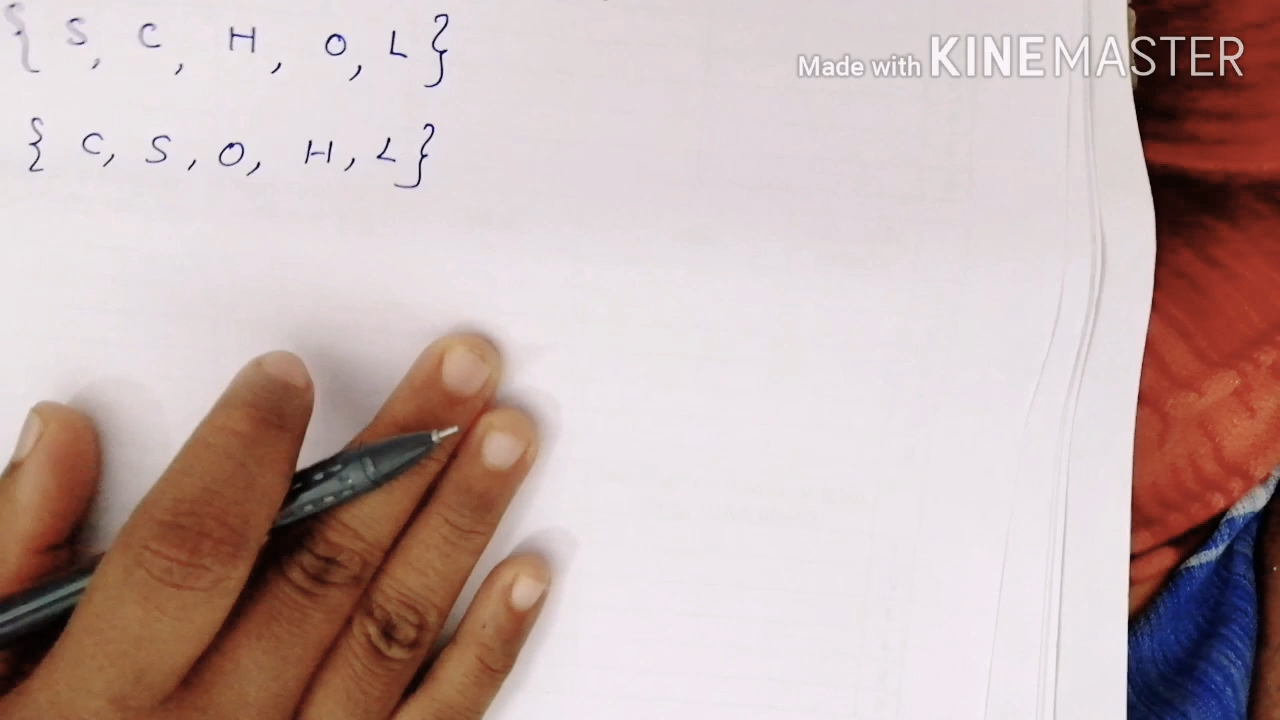 { S, C, H, O, L }
Made with KINEMASTER
{ C, S, O, H, L }